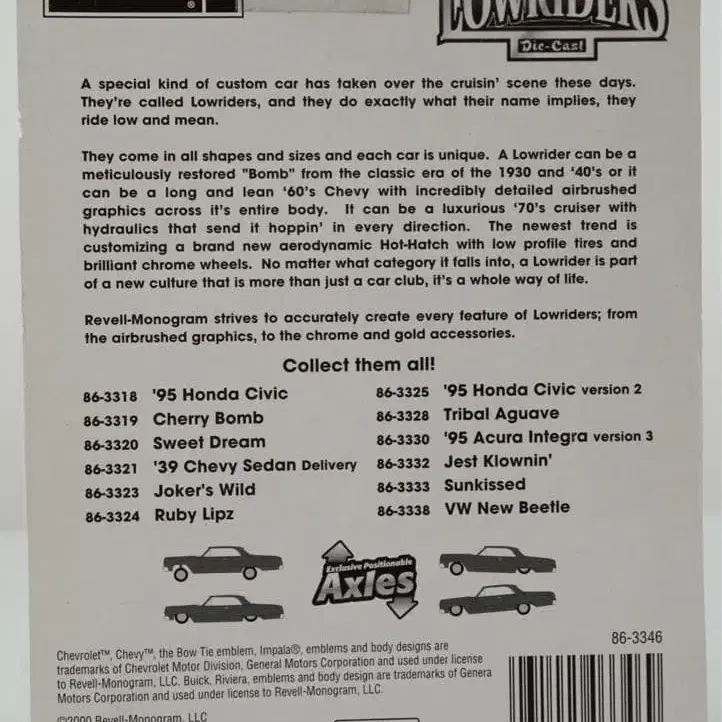 LOWRIDERS
Die-Cast
A special kind of custom car has taken over the cruisin' scene these days.
They're called Lowriders, and they do exactly what their name implies, they
ride low and mean.
They come in all shapes and sizes and each car is unique. A Lowrider can be a
meticulously restored "Bomb" from the classic era of the 1930 and '40's or it
can be a long and lean '60's Chevy with incredibly detailed airbrushed
graphics across it's entire body. It can be a luxurious '70's cruiser with
hydraulics that send it hoppin' in every direction. The newest trend is
customizing a brand new aerodynamic Hot-Hatch with low profile tires and
brilliant chrome wheels. No matter what category it falls into, a Lowrider is part
of a new culture that is more than just a car club, it's a whole way of life.
Revell-Monogram strives to accurately create every feature of Lowriders; from
the airbrushed graphics, to the chrome and gold accessories.
Collect them all!
86-3318 '95 Honda Civic
86-3319 Cherry Bomb
86-3320 Sweet Dream
86-3321 '39 Chevy Sedan Delivery
86-3323 Joker's Wild
86-3324 Ruby Lipz
86-3325 '95 Honda Civic version 2
86-3328 Tribal Aguave
86-3330 '95 Acura Integra version 3
86-3332 Jest Klownin'
86-3333 Sunkissed
86-3338 VW New Beetle
Exclusive Positionable
Axles
86-3346
Chevrolet™, Chevy™, the Bow Tie emblem, Impala®, emblems and body designs are
trademarks of Chevrolet Motor Division, General Motors Corporation and used under license
to Revell-Monogram, LLC. Buick, Riviera, emblems and body design are trademarks of Genera
Motors Corporation and used under license to Revell-Monogram, LLC.
©2000 Revell-Monogram, LLC